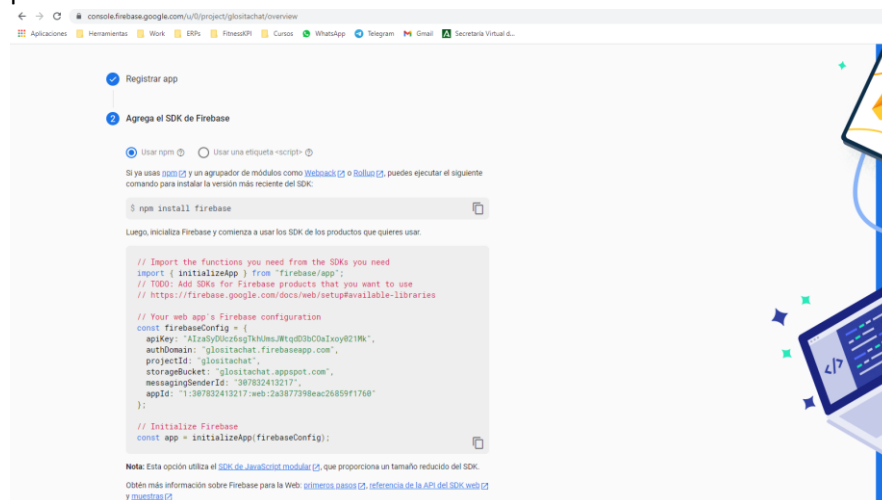 console.firebase.google.com/u/0/project/glositachat/overview
Aplicaciones Herramientas Work ERPs FitnessKPI Cursos WhatsApp Telegram Gmail Secretaría Virtual d...
Registrar app
2 Agrega el SDK de Firebase
Usar npm Usar una etiqueta <script>
Si ya usas npm y un agrupador de módulos como Webpack o Rollup, puedes ejecutar el siguiente
comando para instalar la versión más reciente del SDK:
$ npm install firebase
Luego, inicializa Firebase y comienza a usar los SDK de los productos que quieres usar.
// Import the functions you need from the SDKs you need
import { initializeApp } from "firebase/app";
// TODO: Add SDKs for Firebase products that you want to use
// https://firebase.google.com/docs/web/setup#available-libraries
// Your web app's Firebase configuration
const firebaseConfig = {
apiKey: "AIzaSyDUcz6sgTkhUmsJWtqdD3bCOaIxoy021Mk",
authDomain: "glositachat.firebaseapp.com",
projectId: "glositachat",
storageBucket: "glositachat.appspot.com",
messagingSenderId: "307832413217",
appId: "1:307832413217:web:2a3877398eac26859f1760"
};
// Initialize Firebase
const app = initializeApp(firebaseConfig);
Nota: Esta opción utiliza el SDK de JavaScript modular, que proporciona un tamaño reducido del SDK.
Obtén más información sobre Firebase para la Web: primeros pasos, referencia de la API del SDK web
y muestras